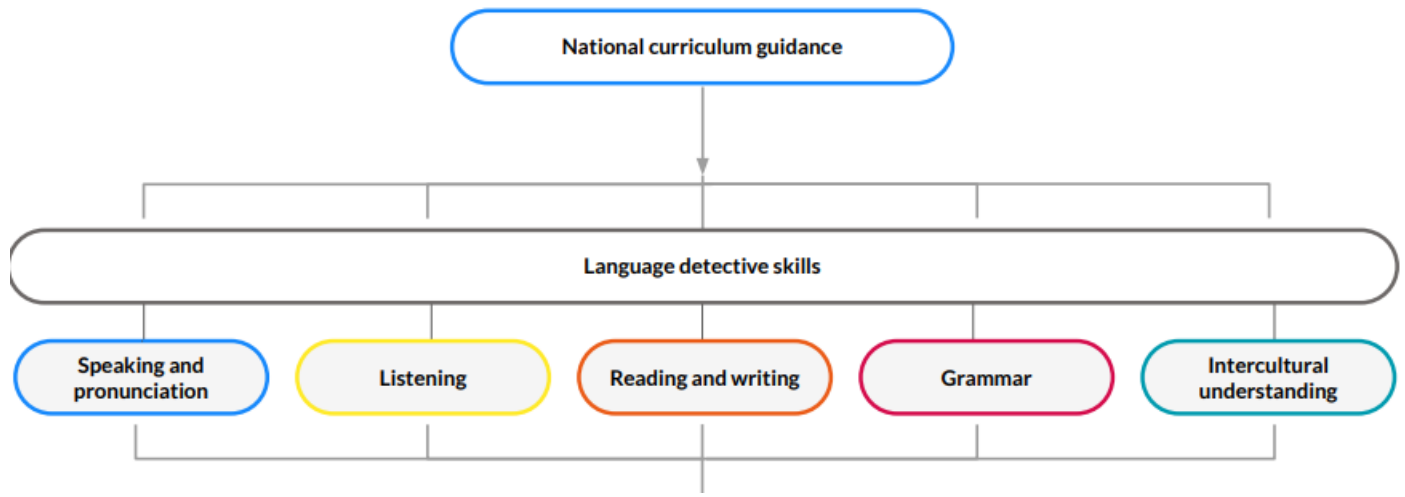 National curriculum guidance
Language detective skills
Speaking and
pronunciation
Listening
Reading and writing
Grammar
Intercultural
understanding